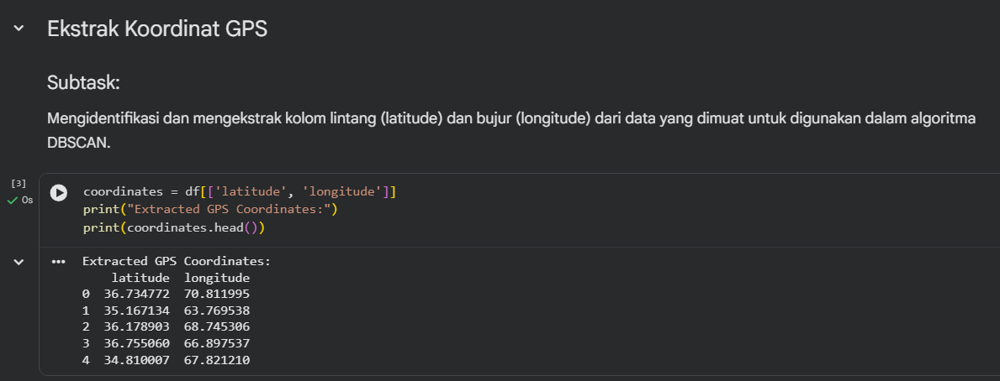 Ekstrak Koordinat GPS
Subtask:
Mengidentifikasi dan mengekstrak kolom lintang (latitude) dan bujur (longitude) dari data yang dimuat untuk digunakan dalam algoritma
DBSCAN.
[3]
0s
coordinates = df[['latitude', 'longitude']]
print("Extracted GPS Coordinates:")
print(coordinates.head())
Extracted GPS Coordinates:
latitude longitude
0 36.734772 70.811995
1 35.167134 63.769538
2 36.178903 68.745306
3 36.755060 66.897537
4 34.810007 67.821210